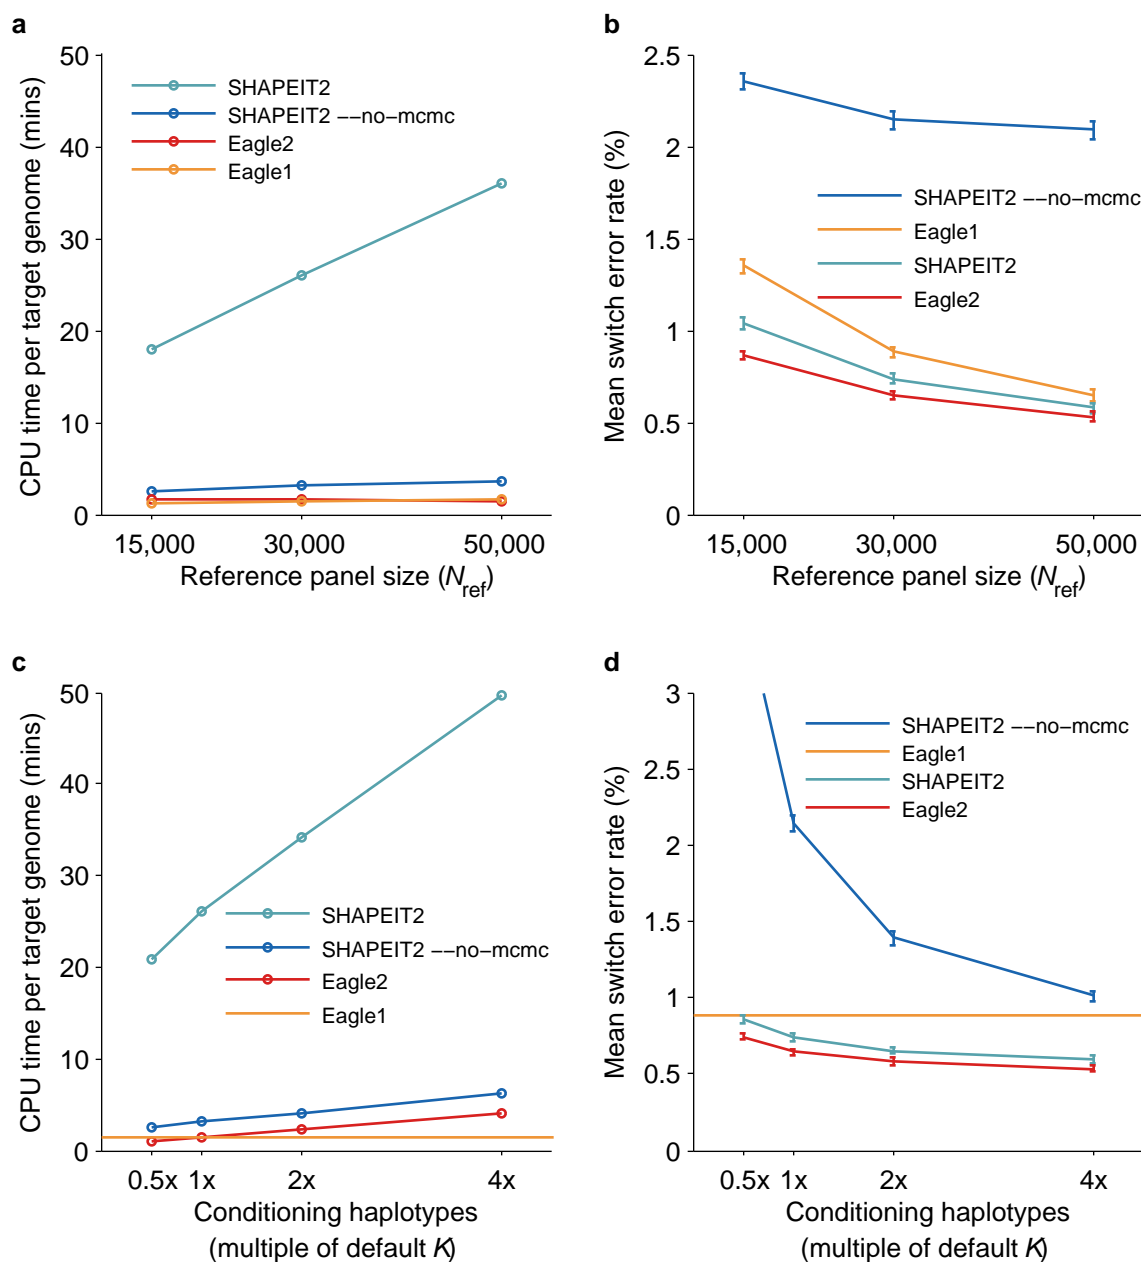 a
50
40
30
20
10
0
CPU time per target genome (mins)
SHAPEIT2
SHAPEIT2 −−no−mcmc
Eagle2
Eagle1
15,000 30,000 50,000
Reference panel size (Nref)
b
2.5
2
1.5
1
0.5
0
Mean switch error rate (%)
SHAPEIT2 −−no−mcmc
Eagle1
SHAPEIT2
Eagle2
15,000 30,000 50,000
Reference panel size (Nref)
c
50
40
30
20
10
0
CPU time per target genome (mins)
SHAPEIT2
SHAPEIT2 −−no−mcmc
Eagle2
Eagle1
0.5x 1x 2x 4x
Conditioning haplotypes
(multiple of default K)
d
3
2.5
2
1.5
1
0.5
0
Mean switch error rate (%)
SHAPEIT2 −−no−mcmc
Eagle1
SHAPEIT2
Eagle2
0.5x 1x 2x 4x
Conditioning haplotypes
(multiple of default K)